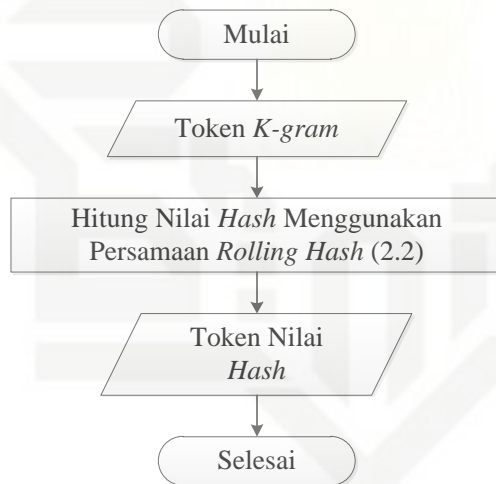 Mulai
Token K-gram
Hitung Nilai Hash Menggunakan
Persamaan Rolling Hash (2.2)
Token Nilai
Hash
Selesai